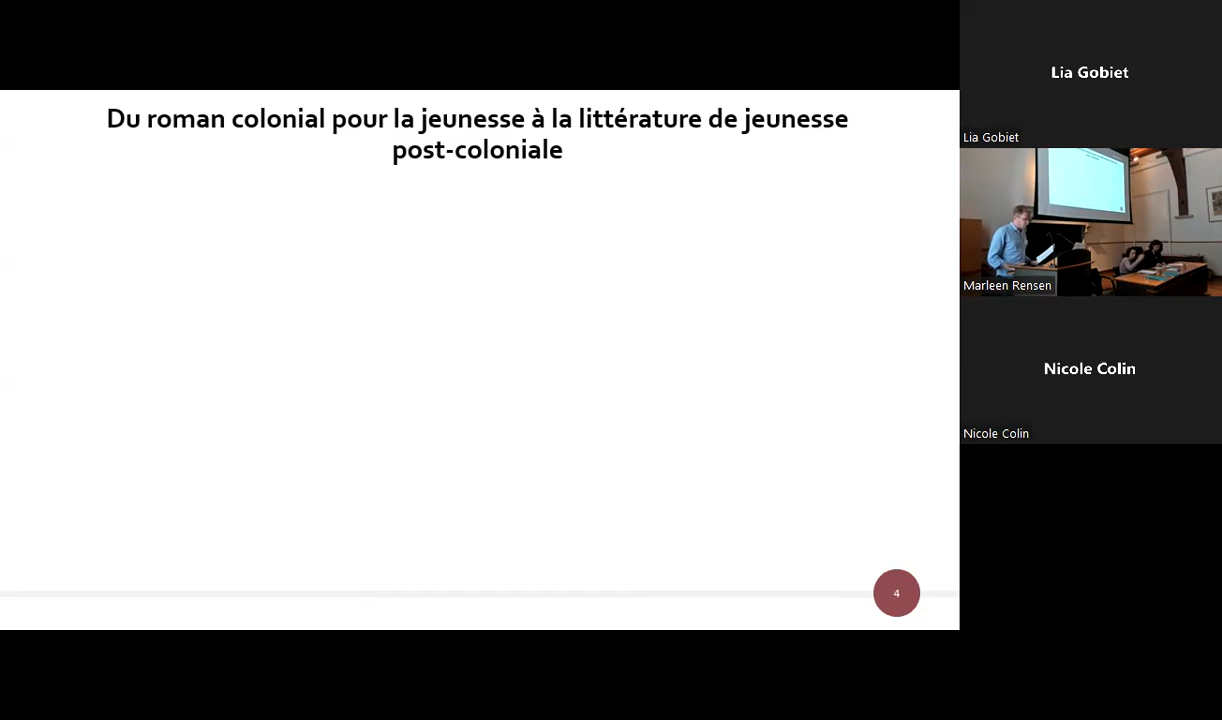 Du roman colonial pour la jeunesse à la littérature de jeunesse
post-coloniale
4
Lia Gobiet
Lia Gobiet
Marleen Rensen
Nicole Colin
Nicole Colin